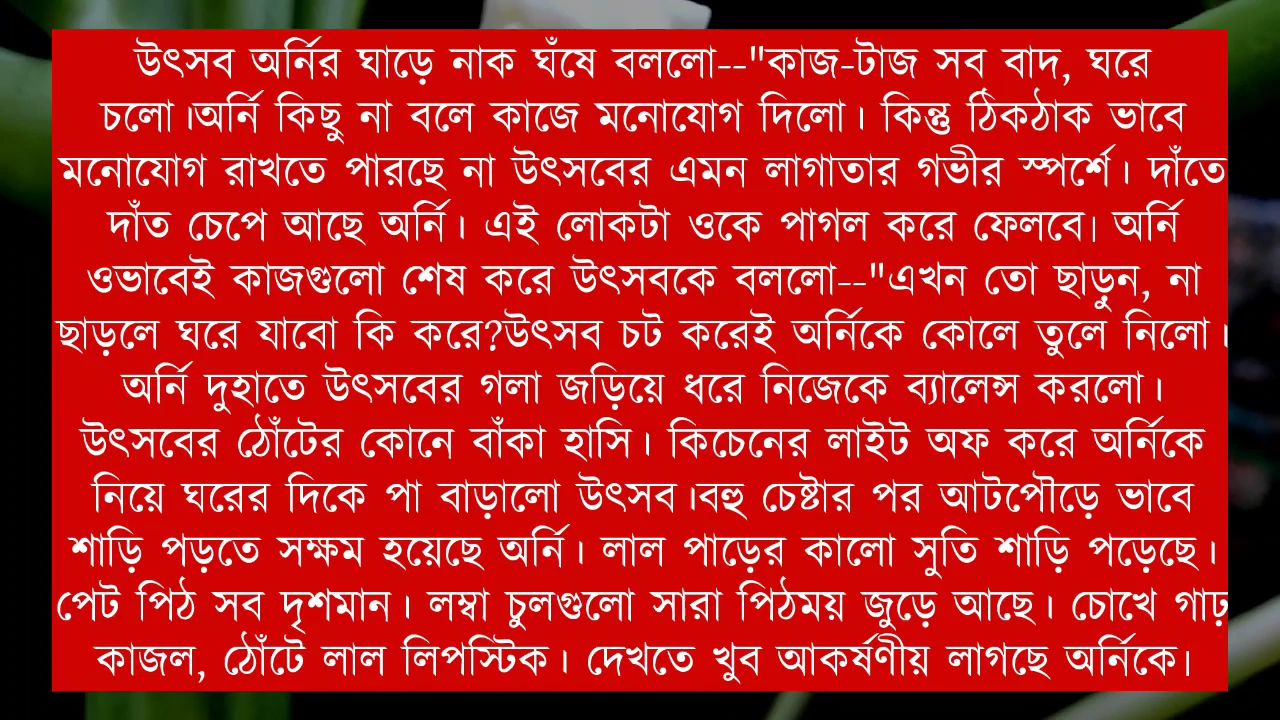 উৎসব অর্নির ঘাড়ে নাক ঘঁষে বললো--"কাজ-টাজ সব বাদ, ঘরে
চলো।অর্নি কিছু না বলে কাজে মনোযোগ দিলো। কিন্তু ঠিকঠাক ভাবে
মনোযোগ রাখতে পারছে না উৎসবের এমন লাগাতার গভীর স্পর্শে। দাঁতে
দাঁত চেপে আছে অর্নি। এই লোকটা ওকে পাগল করে ফেলবে। অর্নি
ওভাবেই কাজগুলো শেষ করে উৎসবকে বললো--"এখন তো ছাড়ুন, না
ছাড়লে ঘরে যাবো কি করে?উৎসব চট করেই অর্নিকে কোলে তুলে নিলো।
অর্নি দুহাতে উৎসবের গলা জড়িয়ে ধরে নিজেকে ব্যালেন্স করলো।
উৎসবের ঠোঁটের কোনে বাঁকা হাসি। কিচেনের লাইট অফ করে অর্নিকে
নিয়ে ঘরের দিকে পা বাড়ালো উৎসব।বহু চেষ্টার পর আটপৌড়ে ভাবে
শাড়ি পড়তে সক্ষম হয়েছে অর্নি। লাল পাড়ের কালো সুতি শাড়ি পড়েছে।
পেট পিঠ সব দৃশমান। লম্বা চুলগুলো সারা পিঠময় জুড়ে আছে। চোখে গাঢ়
কাজল, ঠোঁটে লাল লিপস্টিক। দেখতে খুব আকর্ষণীয় লাগছে অর্নিকে।